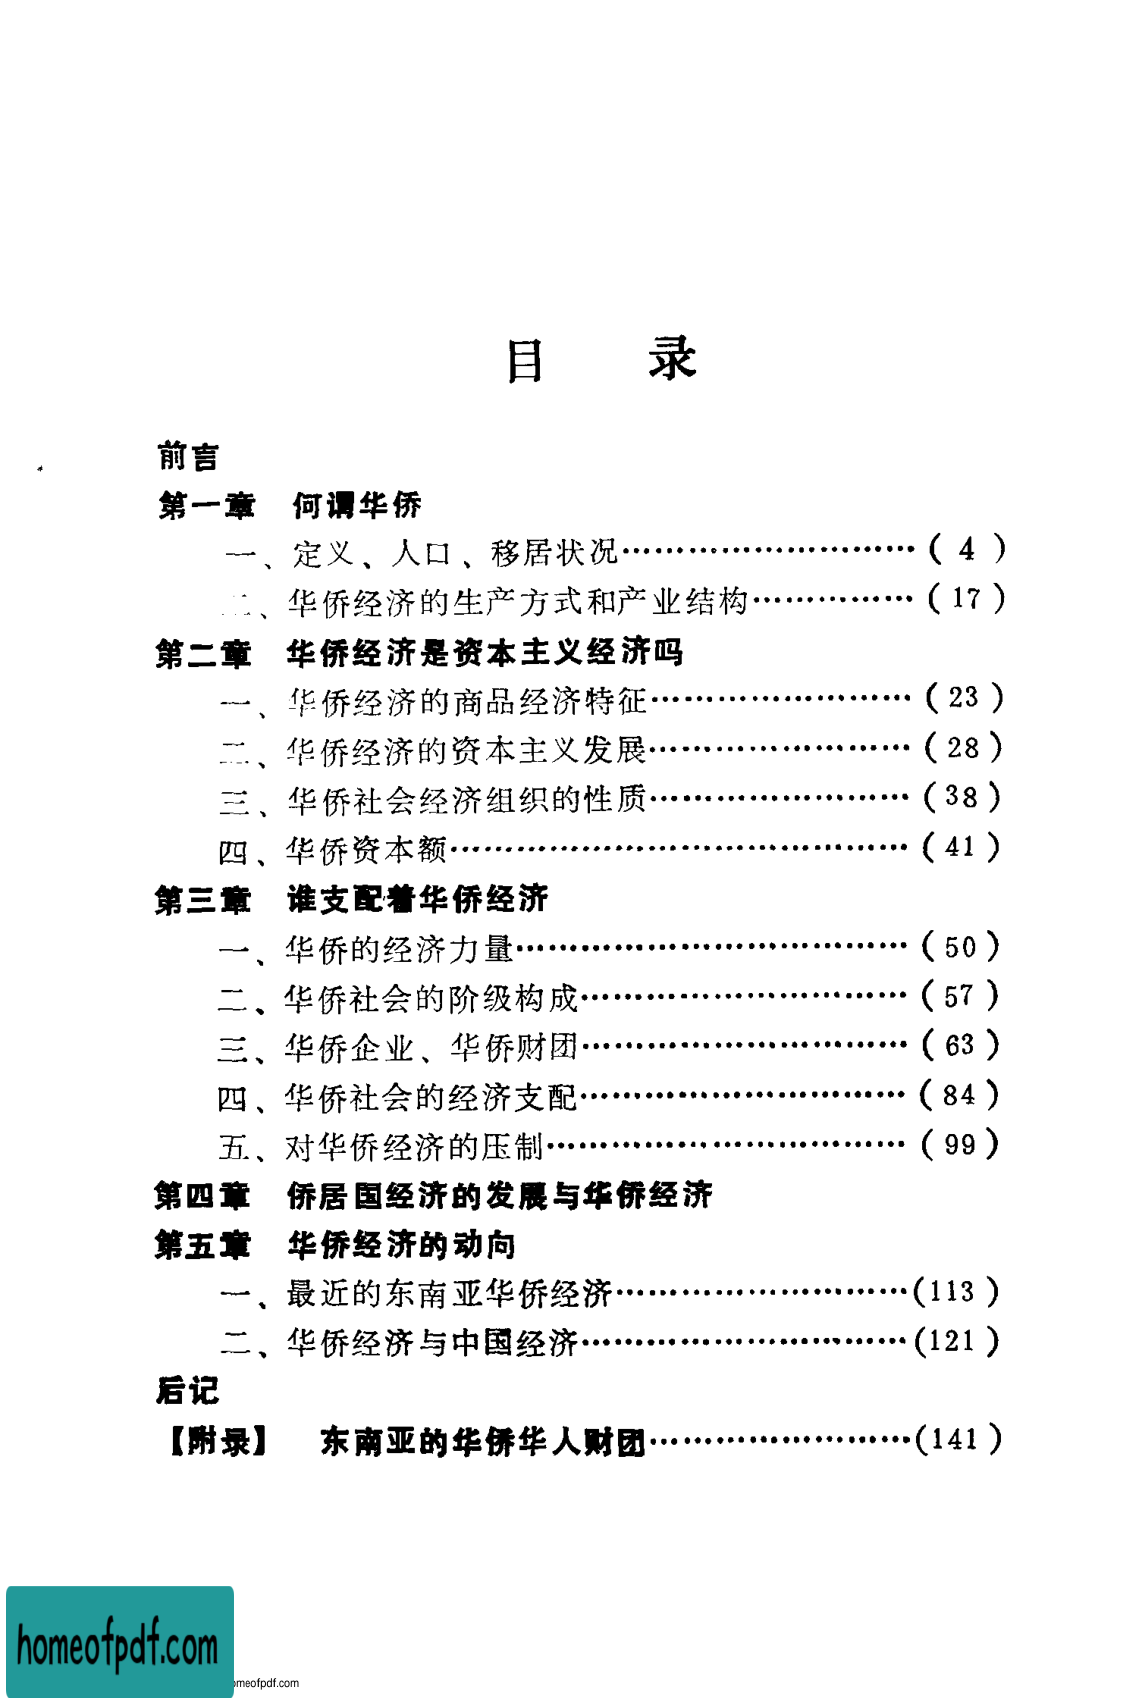 目　　录
前言
第一章　何谓华侨
一、定义、人口、移居状况…………………………( 4 )
二、华侨经济的生产方式和产业结构……………( 17 )
第二章　华侨经济是资本主义经济吗
一、华侨经济的商品经济特征……………………( 23 )
二、华侨经济的资本主义发展……………………( 28 )
三、华侨社会经济组织的性质……………………( 38 )
四、华侨资本额……………………………………( 41 )
第三章　谁支配着华侨经济
一、华侨的经济力量………………………………( 50 )
二、华侨社会的阶级构成…………………………( 57 )
三、华侨企业、华侨财团…………………………( 63 )
四、华侨社会的经济支配…………………………( 84 )
五、对华侨经济的压制……………………………( 99 )
第四章　侨居国经济的发展与华侨经济
第五章　华侨经济的动向
一、最近的东南亚华侨经济………………………(113 )
二、华侨经济与中国经济…………………………(121 )
后记
【附录】　东南亚的华侨华人财团……………………(141 )
homeofpdf.com
omeofpdf.com